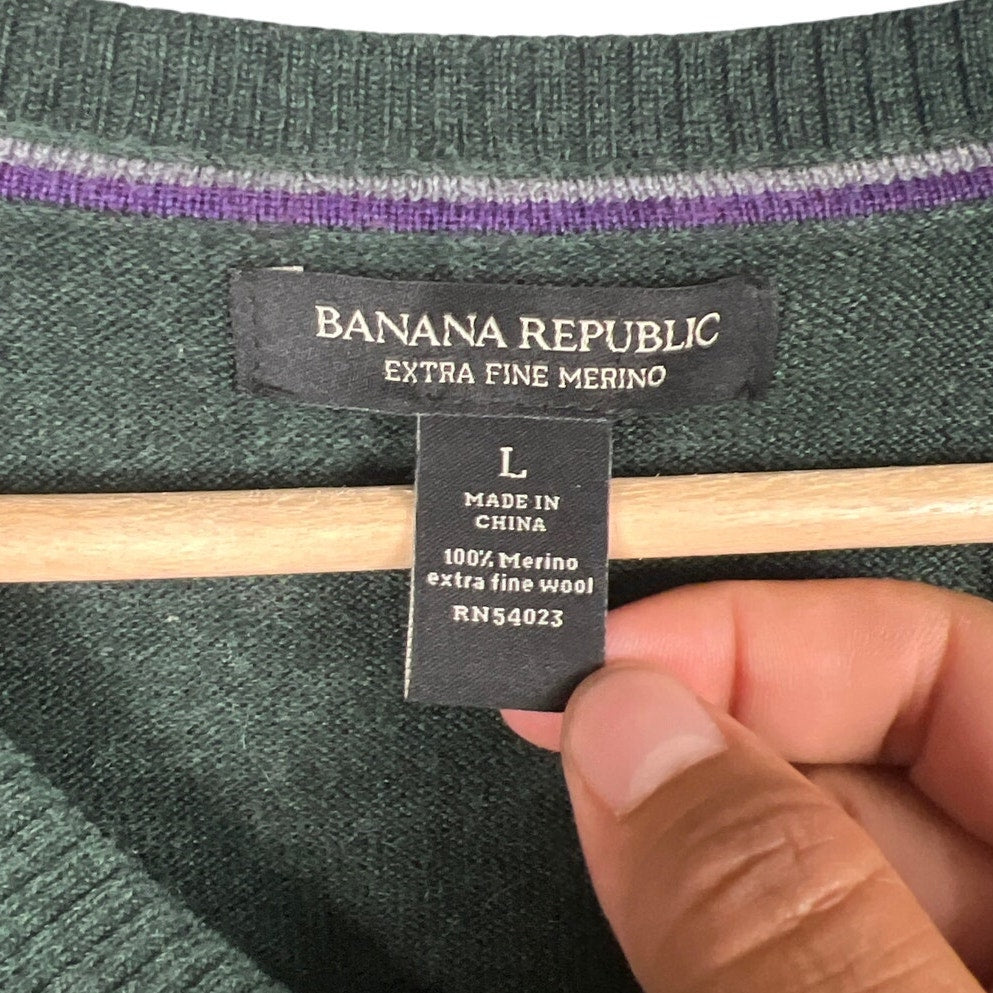 BANANA REPUBLIC
EXTRA FINE MERINO
L
MADE IN
CHINA
100% Merino
extra fine wool
RN54023